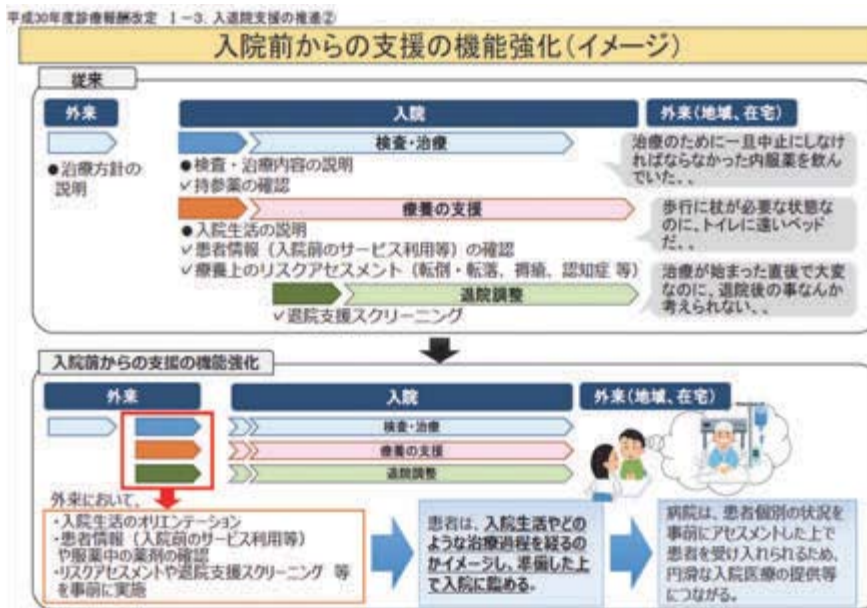 平成30年度診療報酬改定 Ⅰ-3. 入退院支援の推進②
入院前からの支援の機能強化(イメージ)
従来
外来
入院
外来(地域、在宅)
検査・治療
●治療方針の
説明
●検査・治療内容の説明
✓持参薬の確認
治療のために一旦中止にしなけ
ればならなかった内服薬を飲ん
でいた、、
療養の支援
●入院生活の説明
✓患者情報(入院前のサービス利用等)の確認
✓療養上のリスクアセスメント(転倒・転落、褥瘡、認知症 等)
歩行に杖が必要な状態な
のに、トイレに遠いベッド
だ、、
退院調整
✓退院支援スクリーニング
治療が始まった直後で大変
なのに、退院後の事なんか
考えられない、、
入院前からの支援の機能強化
外来
入院
外来(地域、在宅)
検査・治療
療養の支援
退院調整
外来において、
・入院生活のオリエンテーション
・患者情報(入院前のサービス利用等)
や服薬中の薬剤の確認
・リスクアセスメントや退院支援スクリーニング 等
を事前に実施
患者は、入院生活やどの
ような治療過程を経るの
かイメージし、準備した上
で入院に臨める。
病院は、患者個別の状況を
事前にアセスメントした上で
患者を受け入れられるため、
円滑な入院医療の提供等
につながる。